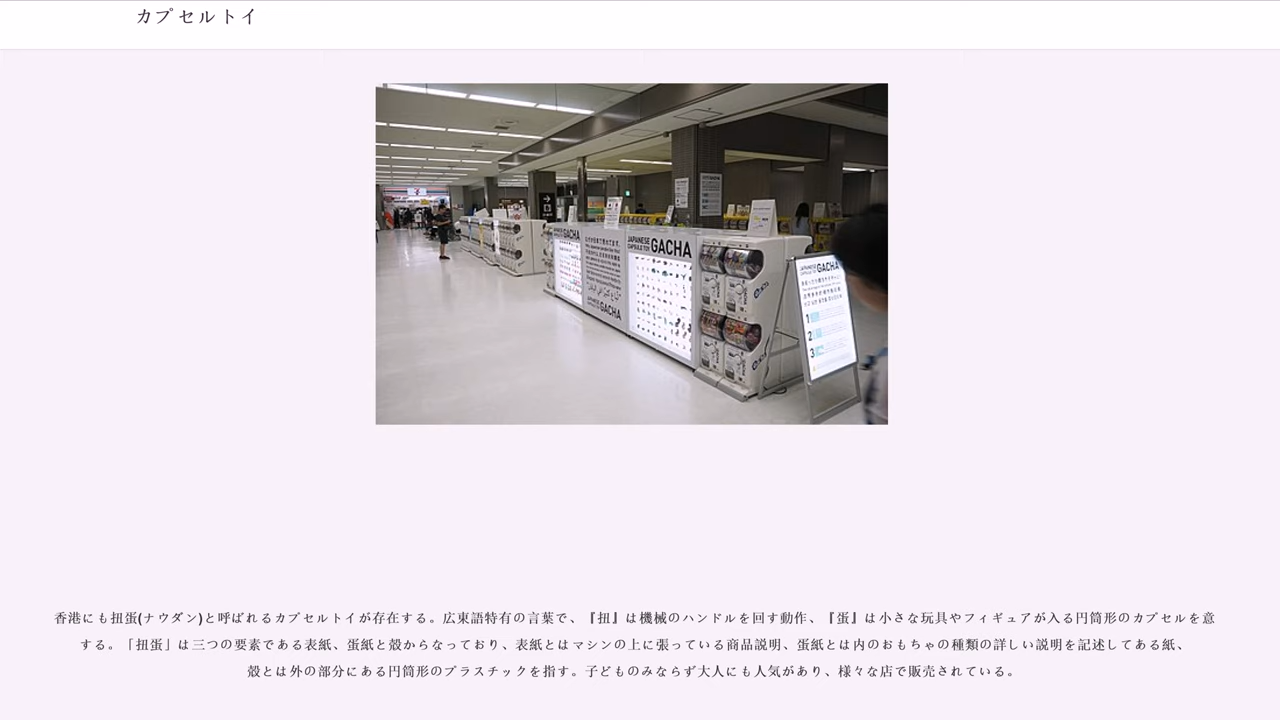 カプセルトイ
JAPANESE CAPSULE TOY GACHA
JAPANESE CAPSULE TOY GACHA
GACHA
GACHA
1
2
3
香港にも扭蛋(ナウダン)と呼ばれるカプセルトイが存在する。広東語特有の言葉で、『扭』は機械のハンドルを回す動作、『蛋』は小さな玩具やフィギュアが入る円筒形のカプセルを意
する。「扭蛋」は三つの要素である表紙、蛋紙と殻からなっており、表紙とはマシンの上に張っている商品説明、蛋紙とは内のおもちゃの種類の詳しい説明を記述してある紙、
殻とは外の部分にある円筒形のプラスチックを指す。子どものみならず大人にも人気があり、様々な店で販売されている。